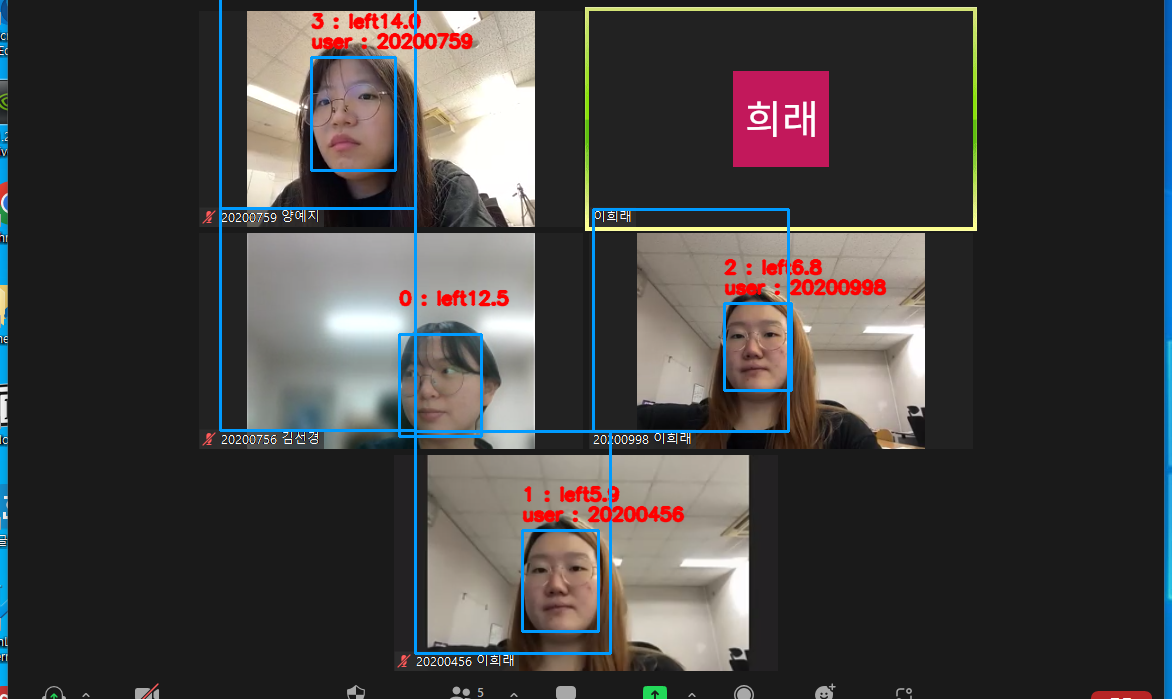 3 : left14.0
user : 20200759
희래
20200759 양예지
이희래
0 : left12.5
2 : left6.8
user : 20200998
20200756 김선경
20200998 이희래
1 : left5.9
user : 20200456
20200456 이희래
5